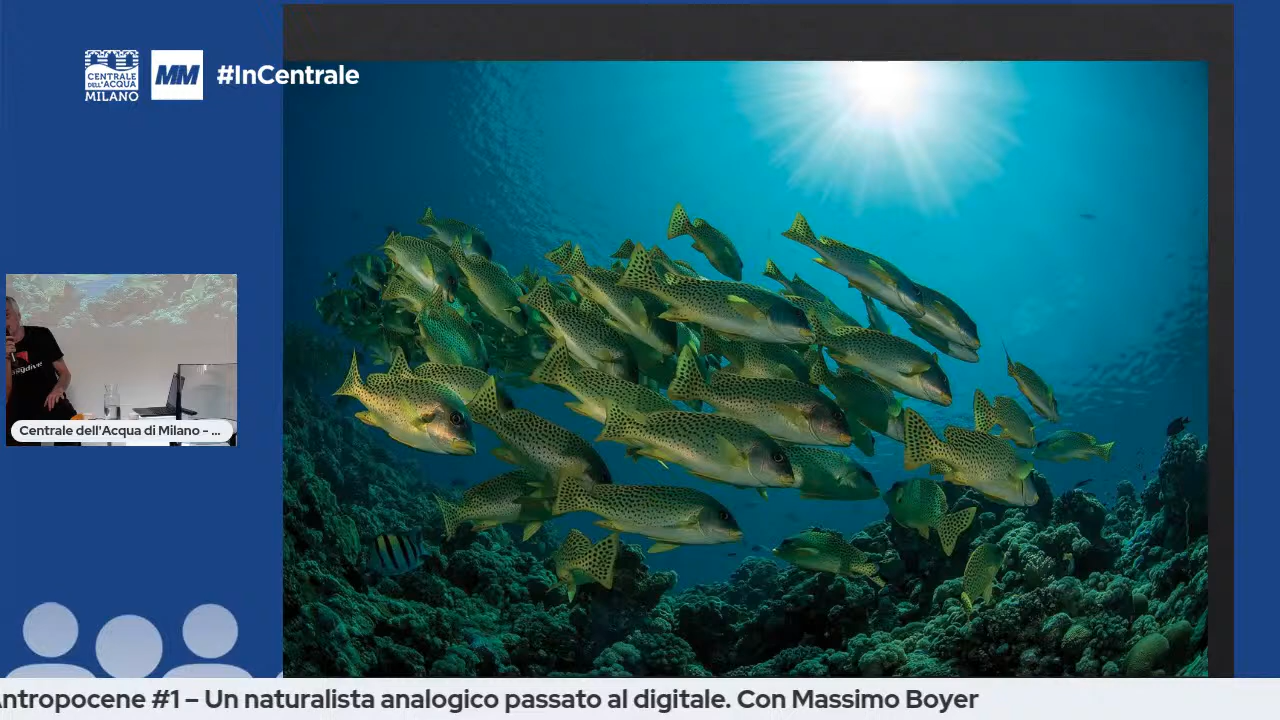 CENTRALE
DELL'ACQUA
MILANO
MM
#InCentrale
Centrale dell'Acqua di Milano - ...
ntropocene #1 – Un naturalista analogico passato al digitale. Con Massimo Boyer